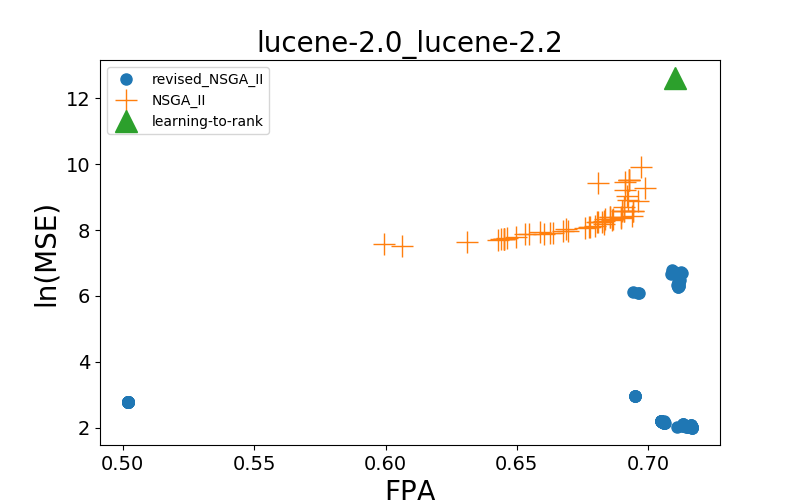 lucene-2.0_lucene-2.2
revised_NSGA_II
NSGA_II
learning-to-rank
ln(MSE)
12
10
8
6
4
2
0.50 0.55 0.60 0.65 0.70
FPA